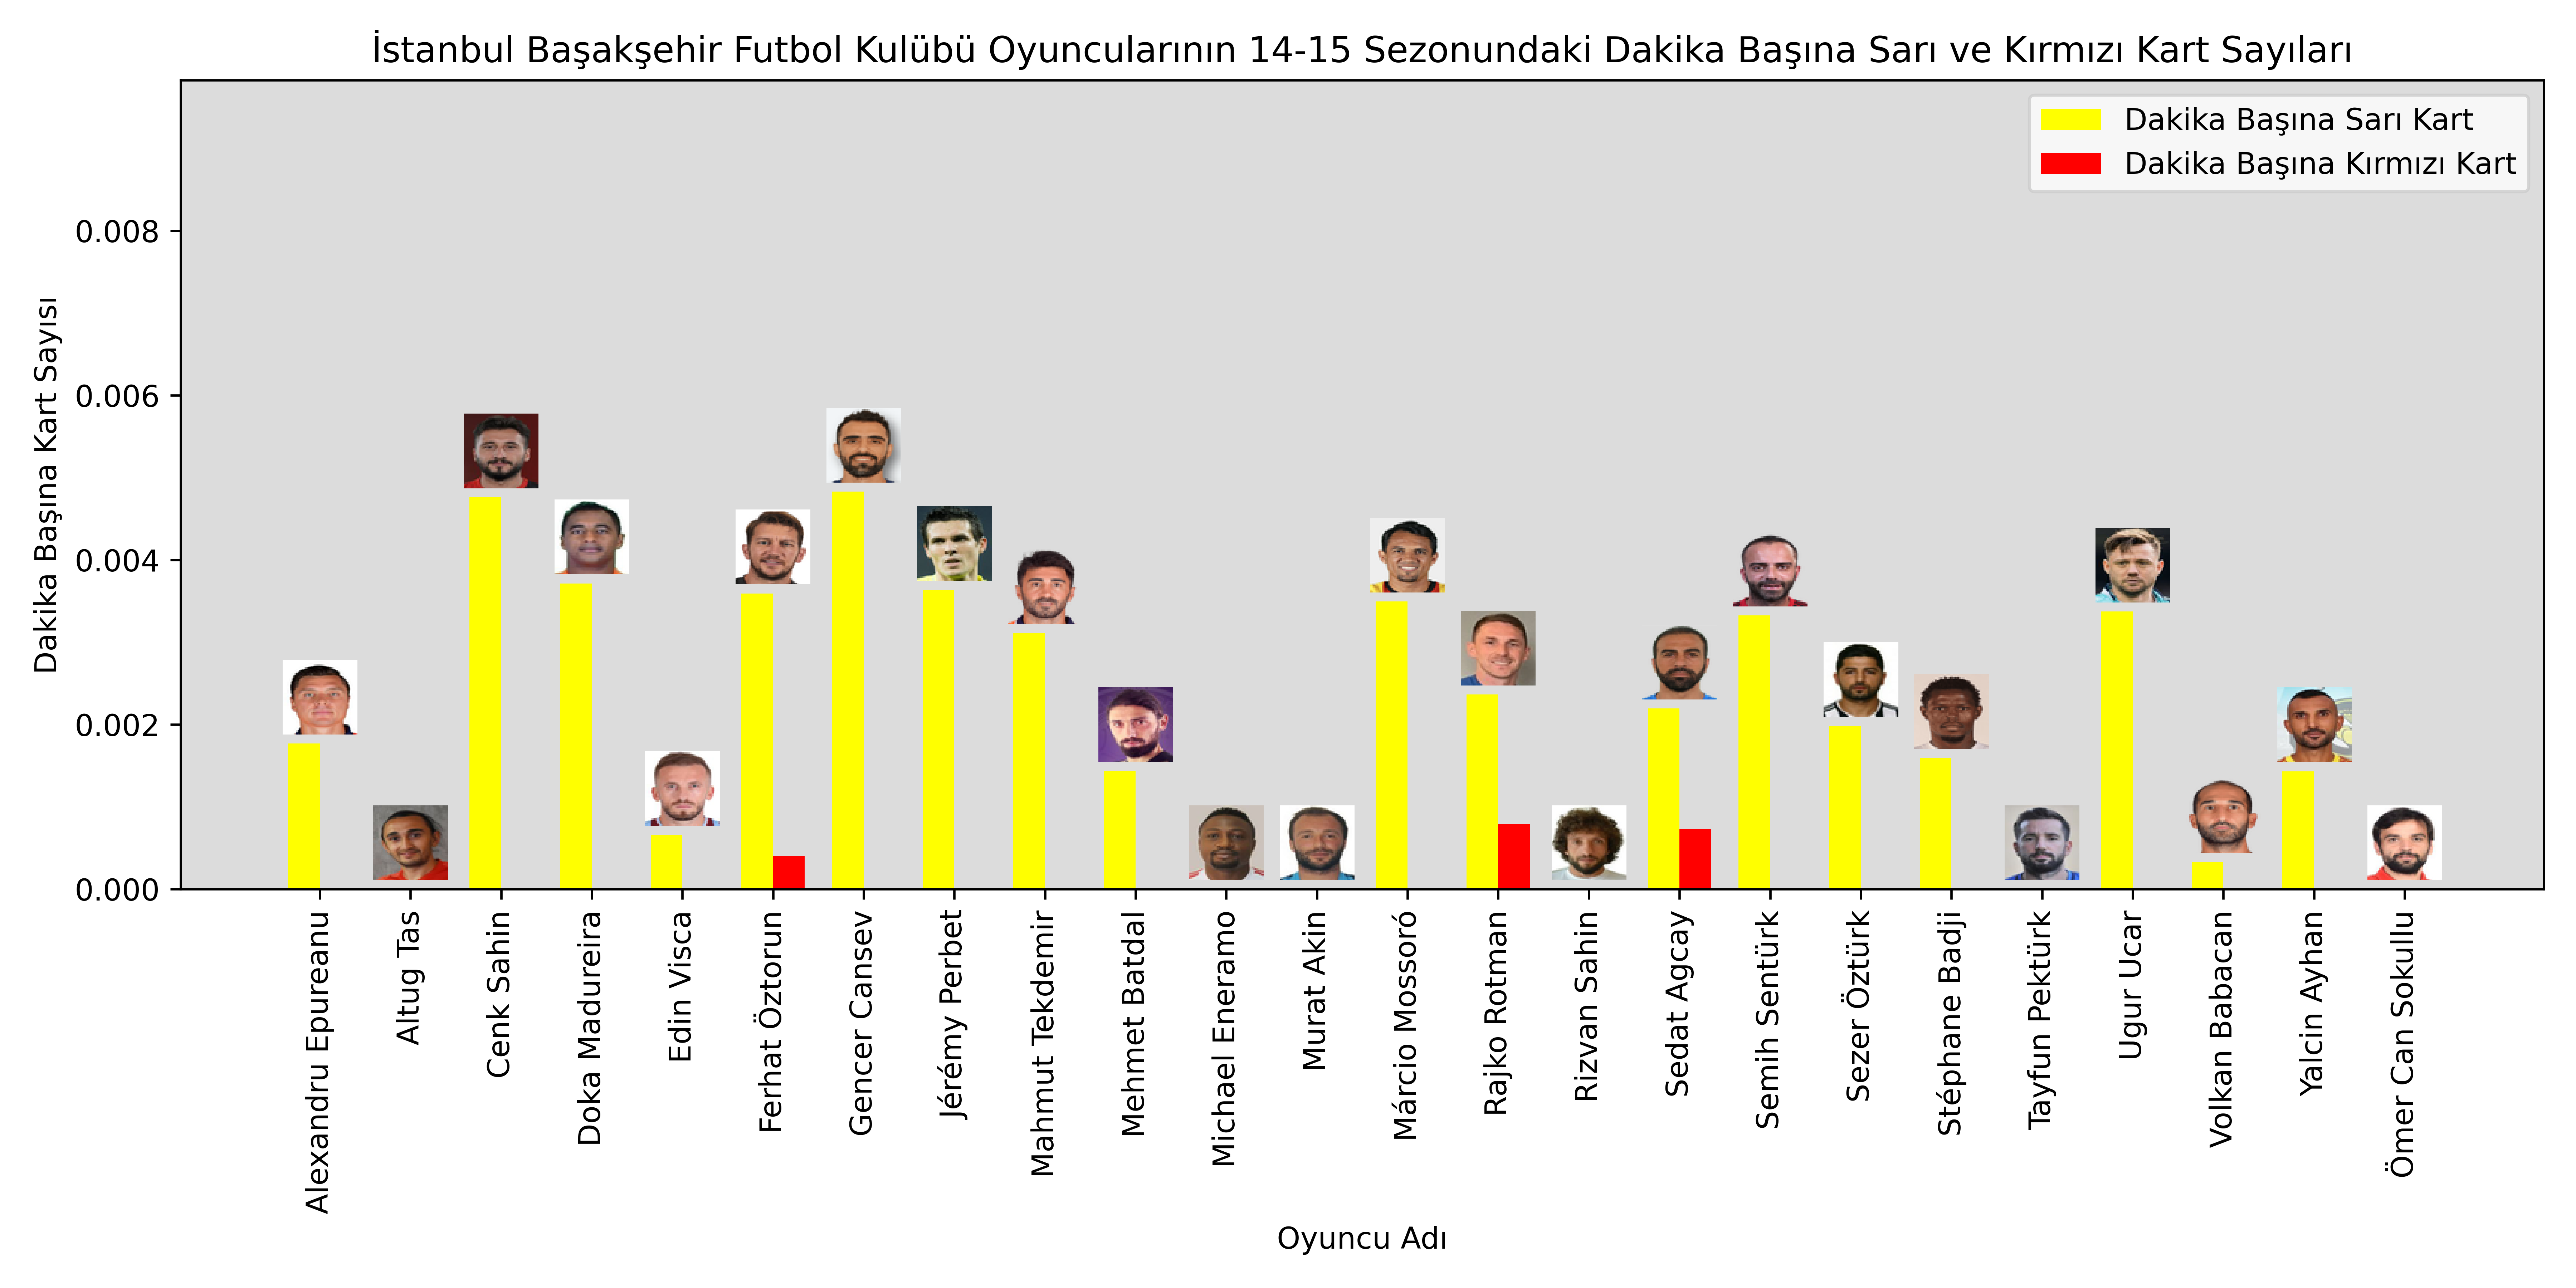 İstanbul Başakşehir Futbol Kulübü Oyuncularının 14-15 Sezonundaki Dakika Başına Sarı ve Kırmızı Kart Sayıları
Dakika Başına Sarı Kart
Dakika Başına Kırmızı Kart
Dakika Başına Kart Sayısı
0.008
0.006
0.004
0.002
0.000
Alexandru Epureanu
Altug Tas
Cenk Sahin
Doka Madureira
Edin Visca
Ferhat Öztorun
Gencer Cansev
Jérémy Perbet
Mahmut Tekdemir
Mehmet Batdal
Michael Eneramo
Murat Akin
Márcio Mossoró
Rajko Rotman
Rizvan Sahin
Sedat Agcay
Semih Sentürk
Sezer Öztürk
Stéphane Badji
Tayfun Pektürk
Ugur Ucar
Volkan Babacan
Yalcin Ayhan
Ömer Can Sokullu
Oyuncu Adı